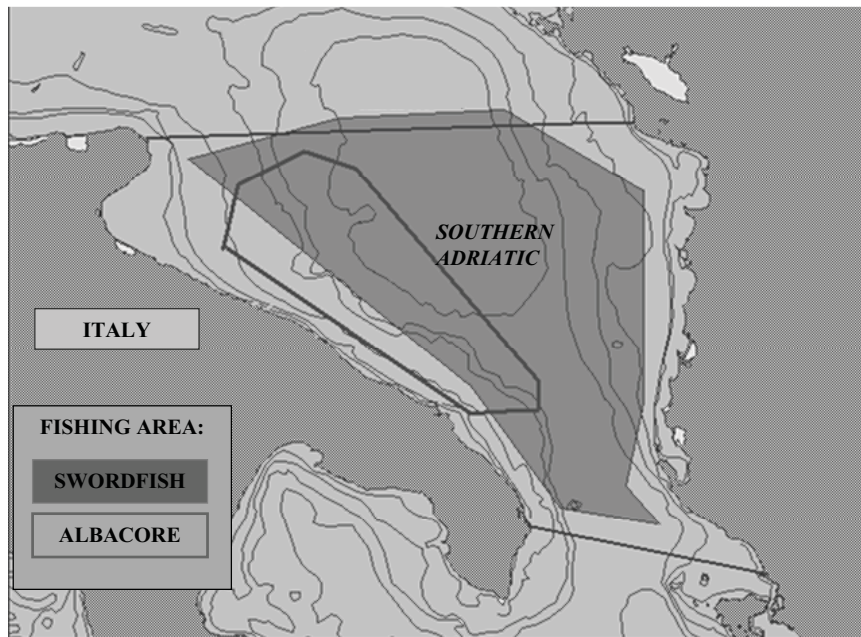 SOUTHERN
ADRIATIC
ITALY
FISHING AREA:
SWORDFISH
ALBACORE